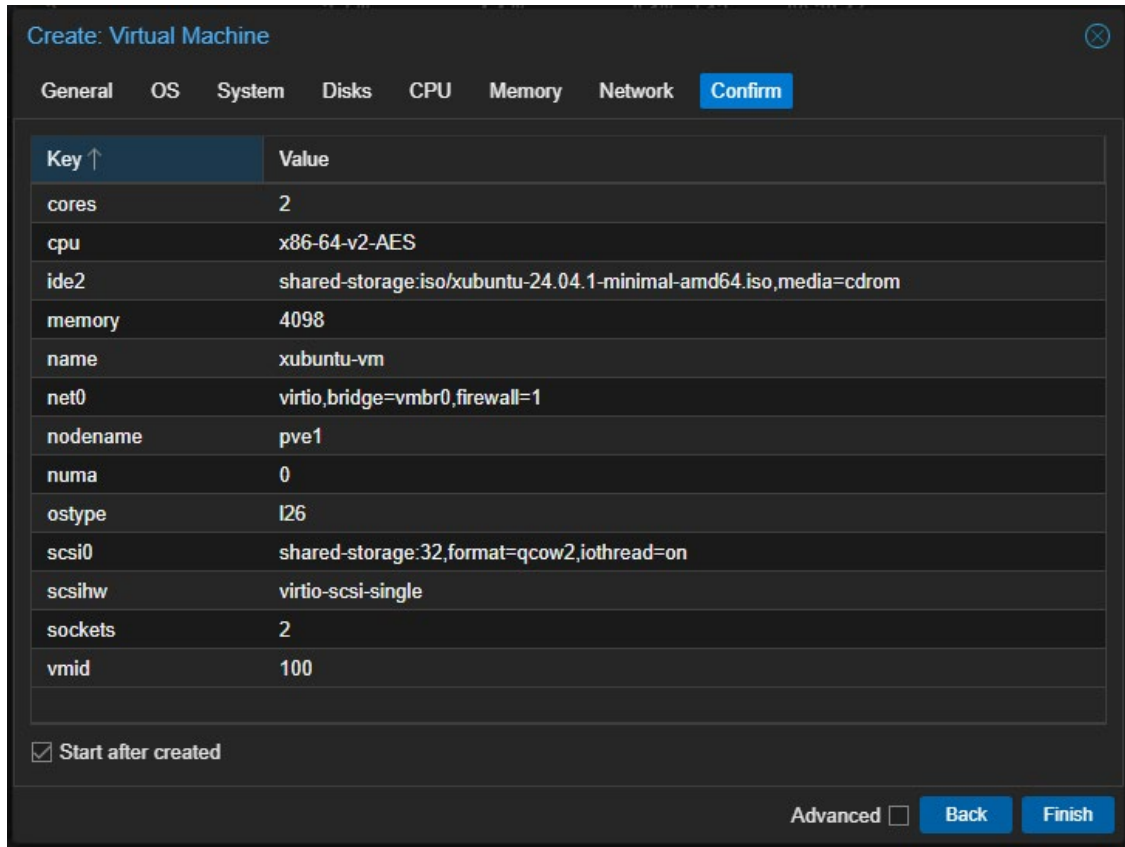 Create: Virtual Machine
General OS System Disks CPU Memory Network Confirm
Key Value
cores 2
cpu x86-64-v2-AES
ide2 shared-storage:iso/xubuntu-24.04.1-minimal-amd64.iso,media=cdrom
memory 4098
name xubuntu-vm
net0 virtio,bridge=vmbr0,firewall=1
nodename pve1
numa 0
ostype l26
scsi0 shared-storage:32,format=qcow2,iothread=on
scsihw virtio-scsi-single
sockets 2
vmid 100
Start after created
Advanced Back Finish